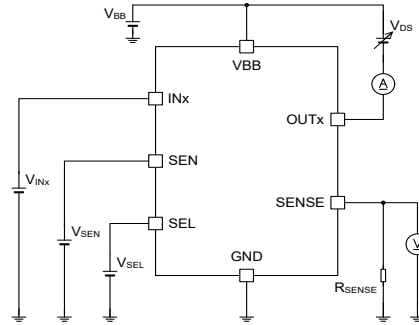 VBB
VDS
VBB
A
INx
OUTx
VINx
SEN
VSEN
SEL
SENSE
V
VSEL
GND
RSENSE